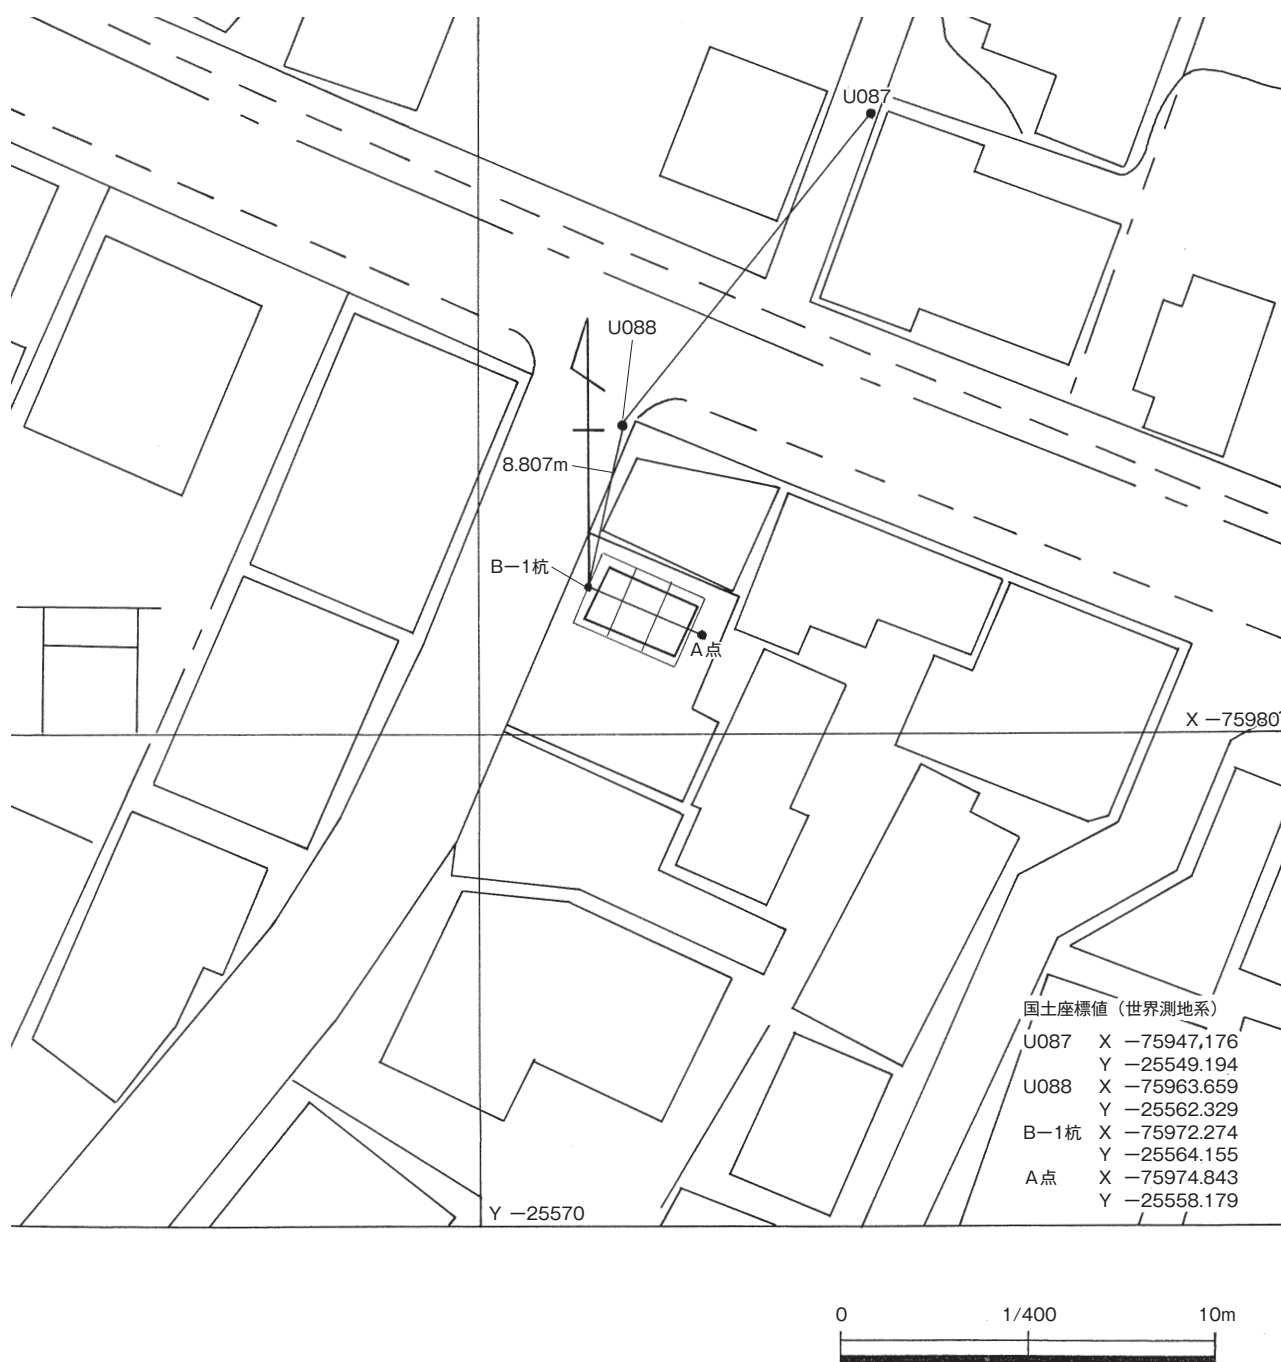 U087
U088
8.807m
B－1杭
A点
X －75980
国土座標値（世界測地系）
U087 X －75947.176
Y －25549.194
U088 X －75963.659
Y －25562.329
B－1杭 X －75972.274
Y －25564.155
A点 X －75974.843
Y －25558.179
Y －25570
0 1/400 10m